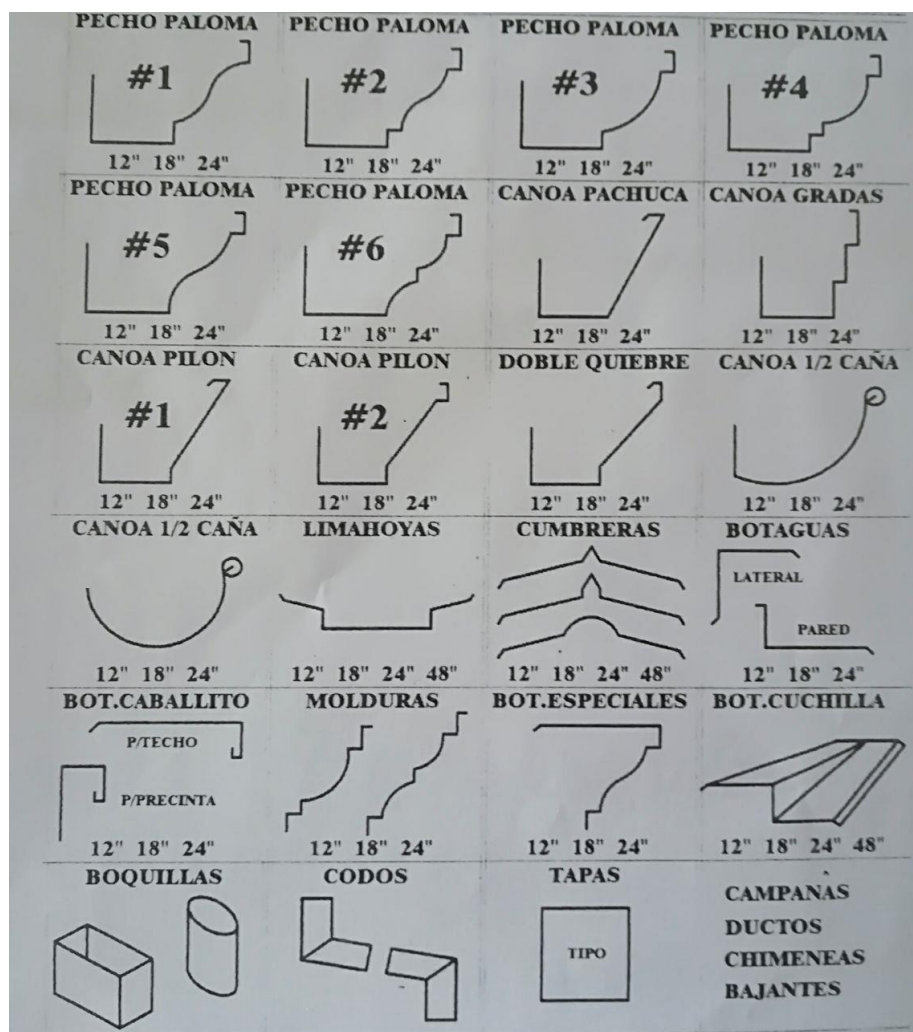 PECHO PALOMA PECHO PALOMA PECHO PALOMA PECHO PALOMA
#1 #2 #3 #4
12" 18" 24" 12" 18" 24" 12" 18" 24" 12" 18" 24"
PECHO PALOMA PECHO PALOMA CANOA PACHUCA CANOA GRADAS
#5 #6
12" 18" 24" 12" 18" 24" 12" 18" 24" 12" 18" 24"
CANOA PILON CANOA PILON DOBLE QUIEBRE CANOA 1/2 CAÑA
#1 #2
12" 18" 24" 12" 18" 24" 12" 18" 24" 12" 18" 24"
CANOA 1/2 CAÑA LIMAHOYAS CUMBRERAS BOTAGUAS
LATERAL
PARED
12" 18" 24" 12" 18" 24" 48" 12" 18" 24" 48" 12" 18" 24"
BOT.CABALLITO MOLDURAS BOT.ESPECIALES BOT.CUCHILLA
P/TECHO
P/PRECINTA
12" 18" 24" 12" 18" 24" 12" 18" 24" 12" 18" 24" 48"
BOQUILLAS CODOS TAPAS
TIPO
CAMPANAS
DUCTOS
CHIMENEAS
BAJANTES